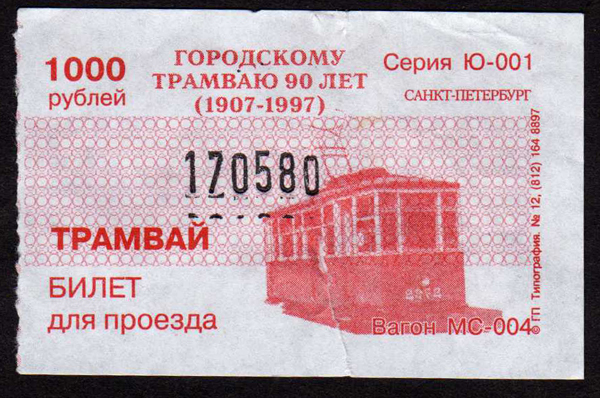 1000
рублей
ГОРОДСКОМУ
ТРАМВАЮ 90 ЛЕТ
(1907-1997)
Серия Ю-001
САНКТ-ПЕТЕРБУРГ
170580
ТРАМВАЙ
БИЛЕТ
для проезда
Вагон МС-004
© ГП Типография. № 12, (812) 164 8897